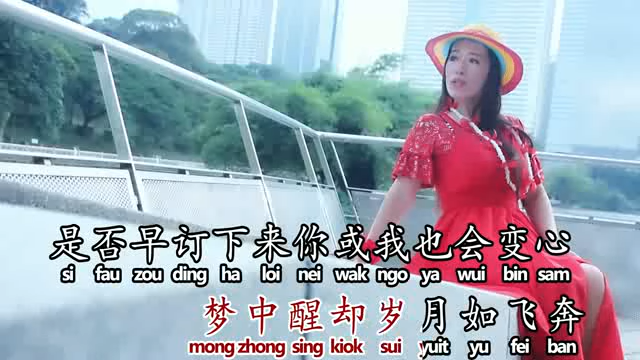 是否早订下来你或我也会变心
si fau zou ding ha loi nei wak ngo ya wui bin sam
梦中醒却岁月如飞奔
mong zhong sing kiok sui yuit yu fei ban